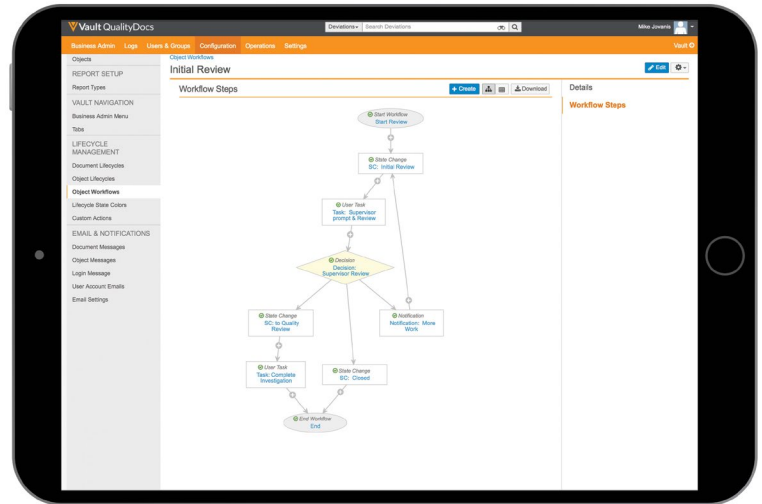 Vault QualityDocs
Deviations
Search Deviations
Mike Jovanis
Business Admin
Logs
Users & Groups
Configuration
Operations
Settings
Vault
Objects
REPORT SETUP
Report Types
VAULT NAVIGATION
Business Admin Menu
Tabs
LIFECYCLE
MANAGEMENT
Document Lifecycles
Object Lifecycles
Object Workflows
Lifecycle State Colors
Custom Actions
EMAIL & NOTIFICATIONS
Document Messages
Object Messages
Login Message
User Account Emails
Email Settings
Object Workflows
Initial Review
Edit
Workflow Steps
+ Create
Download
Details
Workflow Steps
Start Workflow
Start Review
State Change
SC: Initial Review
User Task
Task: Supervisor
prompt & Review
Decision
Decision:
Supervisor Review
State Change
SC: to Quality
Review
Notification
Notification: More
Work
User Task
Task: Complete
Investigation
State Change
SC: Closed
End Workflow
End